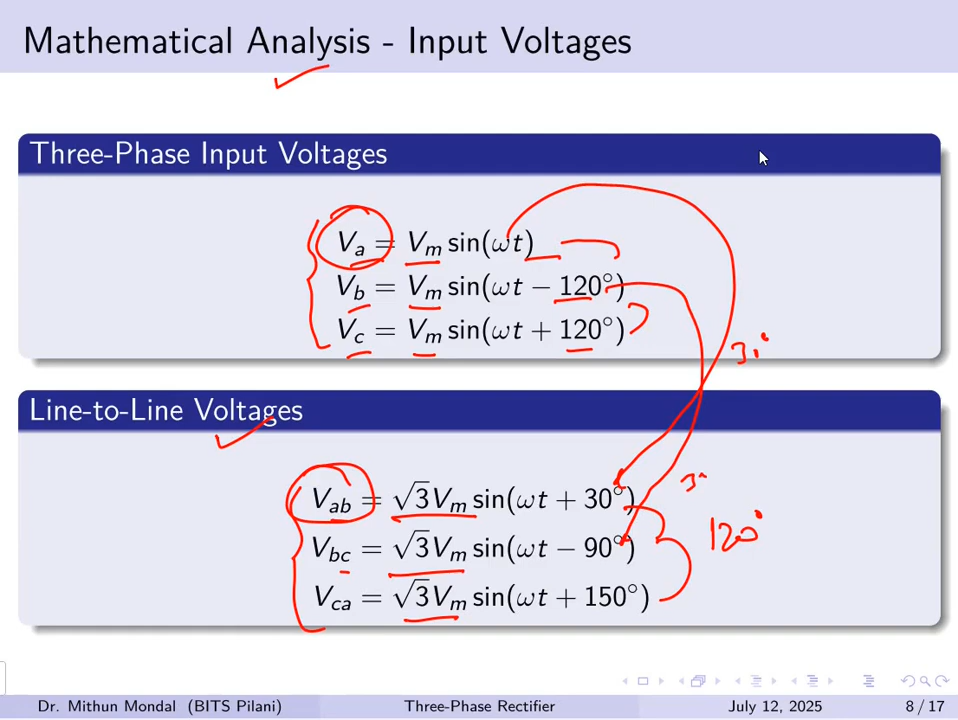 Mathematical Analysis - Input Voltages
Three-Phase Input Voltages
V_a = V_m sin(ωt)
V_b = V_m sin(ωt − 120°)
V_c = V_m sin(ωt + 120°)
30°
Line-to-Line Voltages
V_ab = √3V_m sin(ωt + 30°)
V_bc = √3V_m sin(ωt − 90°)
120°
V_ca = √3V_m sin(ωt + 150°)
Dr. Mithun Mondal (BITS Pilani) Three-Phase Rectifier July 12, 2025 8 / 17